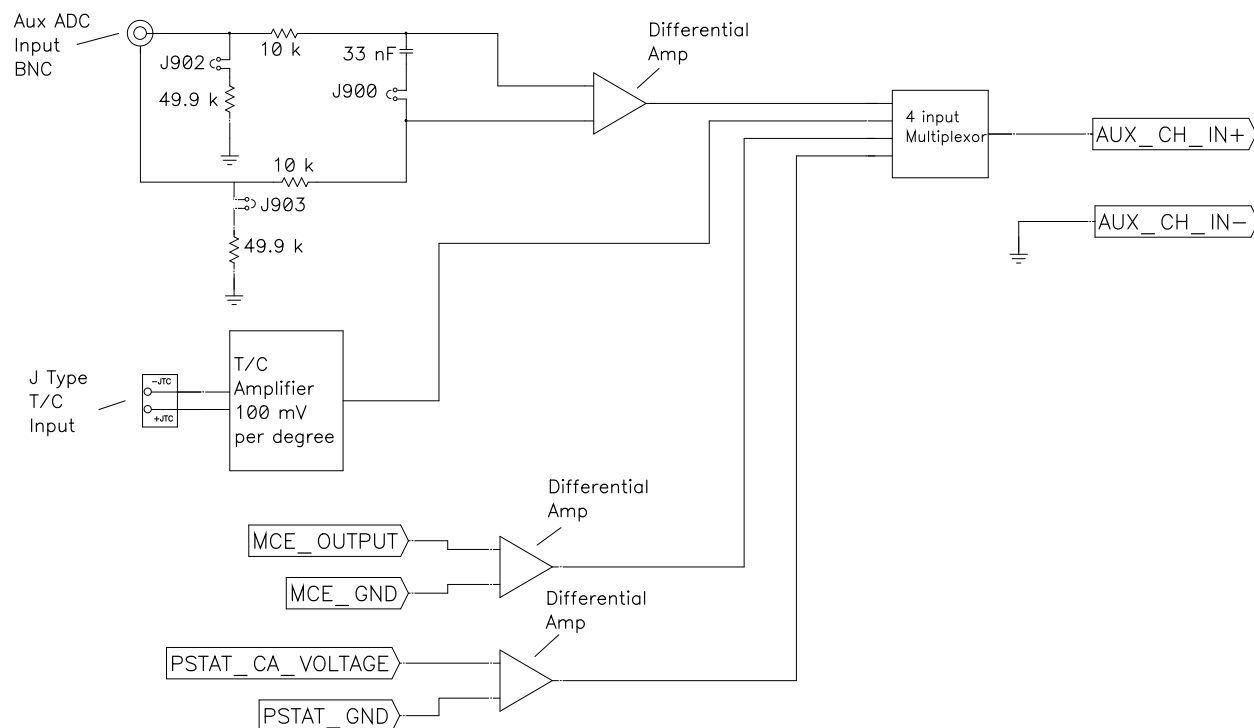 Aux ADC
Input
BNC
J902
49.9 k
10 k
33 nF
J900
10 k
J903
49.9 k
Differential
Amp
4 input
Multiplexor
AUX_CH_IN+
AUX_CH_IN-
J Type
T/C
Input
-JTC
+JTC
T/C
Amplifier
100 mV
per degree
Differential
Amp
MCE_OUTPUT
MCE_GND
Differential
Amp
PSTAT_CA_VOLTAGE
PSTAT_GND